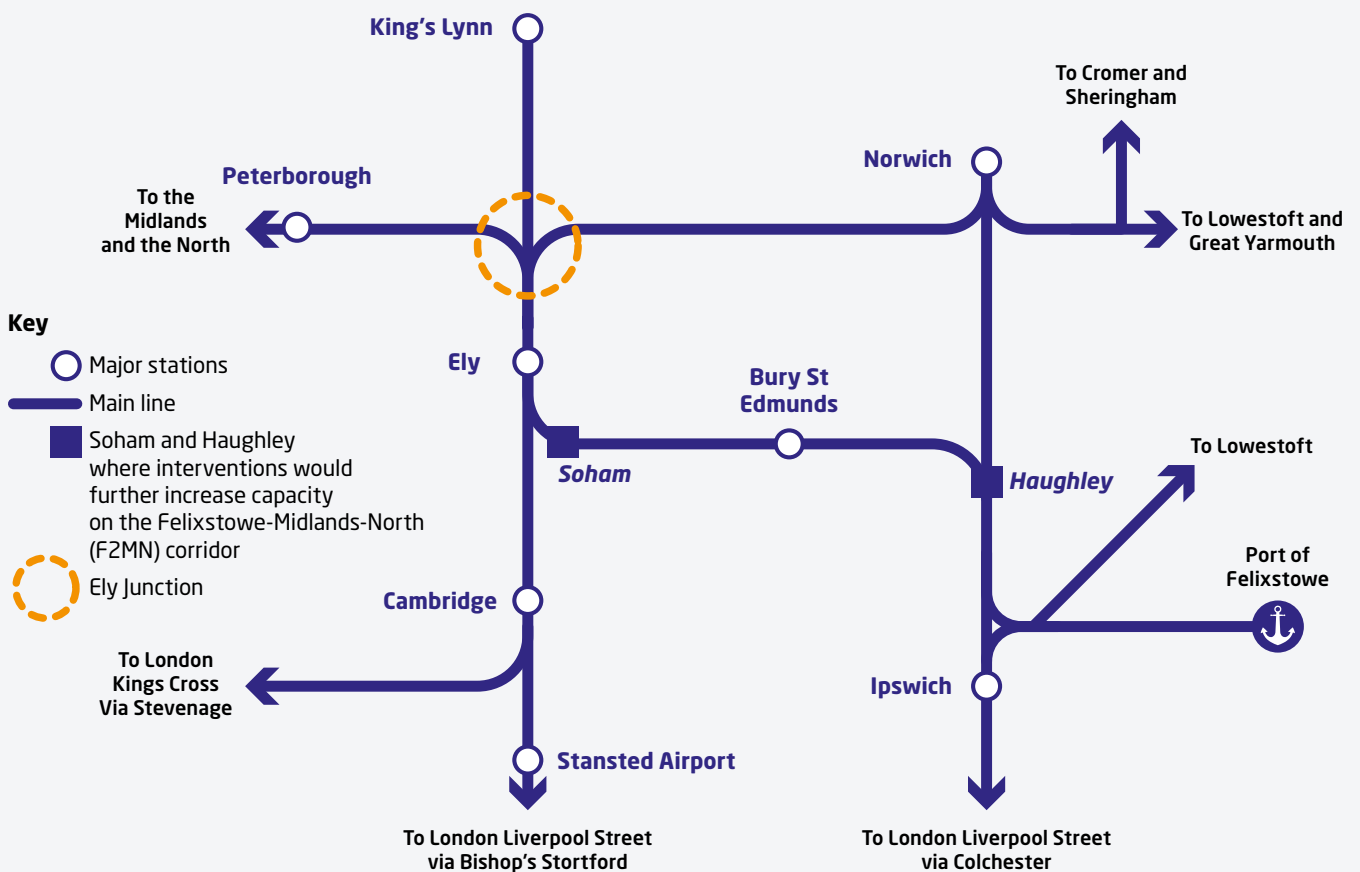 King's Lynn
To Cromer and
Sheringham
Norwich
Peterborough
To the
Midlands
and the North
To Lowestoft and
Great Yarmouth
Key
Major stations
Main line
Soham and Haughley
where interventions would
further increase capacity
on the Felixstowe-Midlands-North
(F2MN) corridor
Ely Junction
Ely
Bury St
Edmunds
Soham
Haughley
To Lowestoft
Port of
Felixstowe
Cambridge
To London
Kings Cross
Via Stevenage
Ipswich
Stansted Airport
To London Liverpool Street
via Bishop's Stortford
To London Liverpool Street
via Colchester